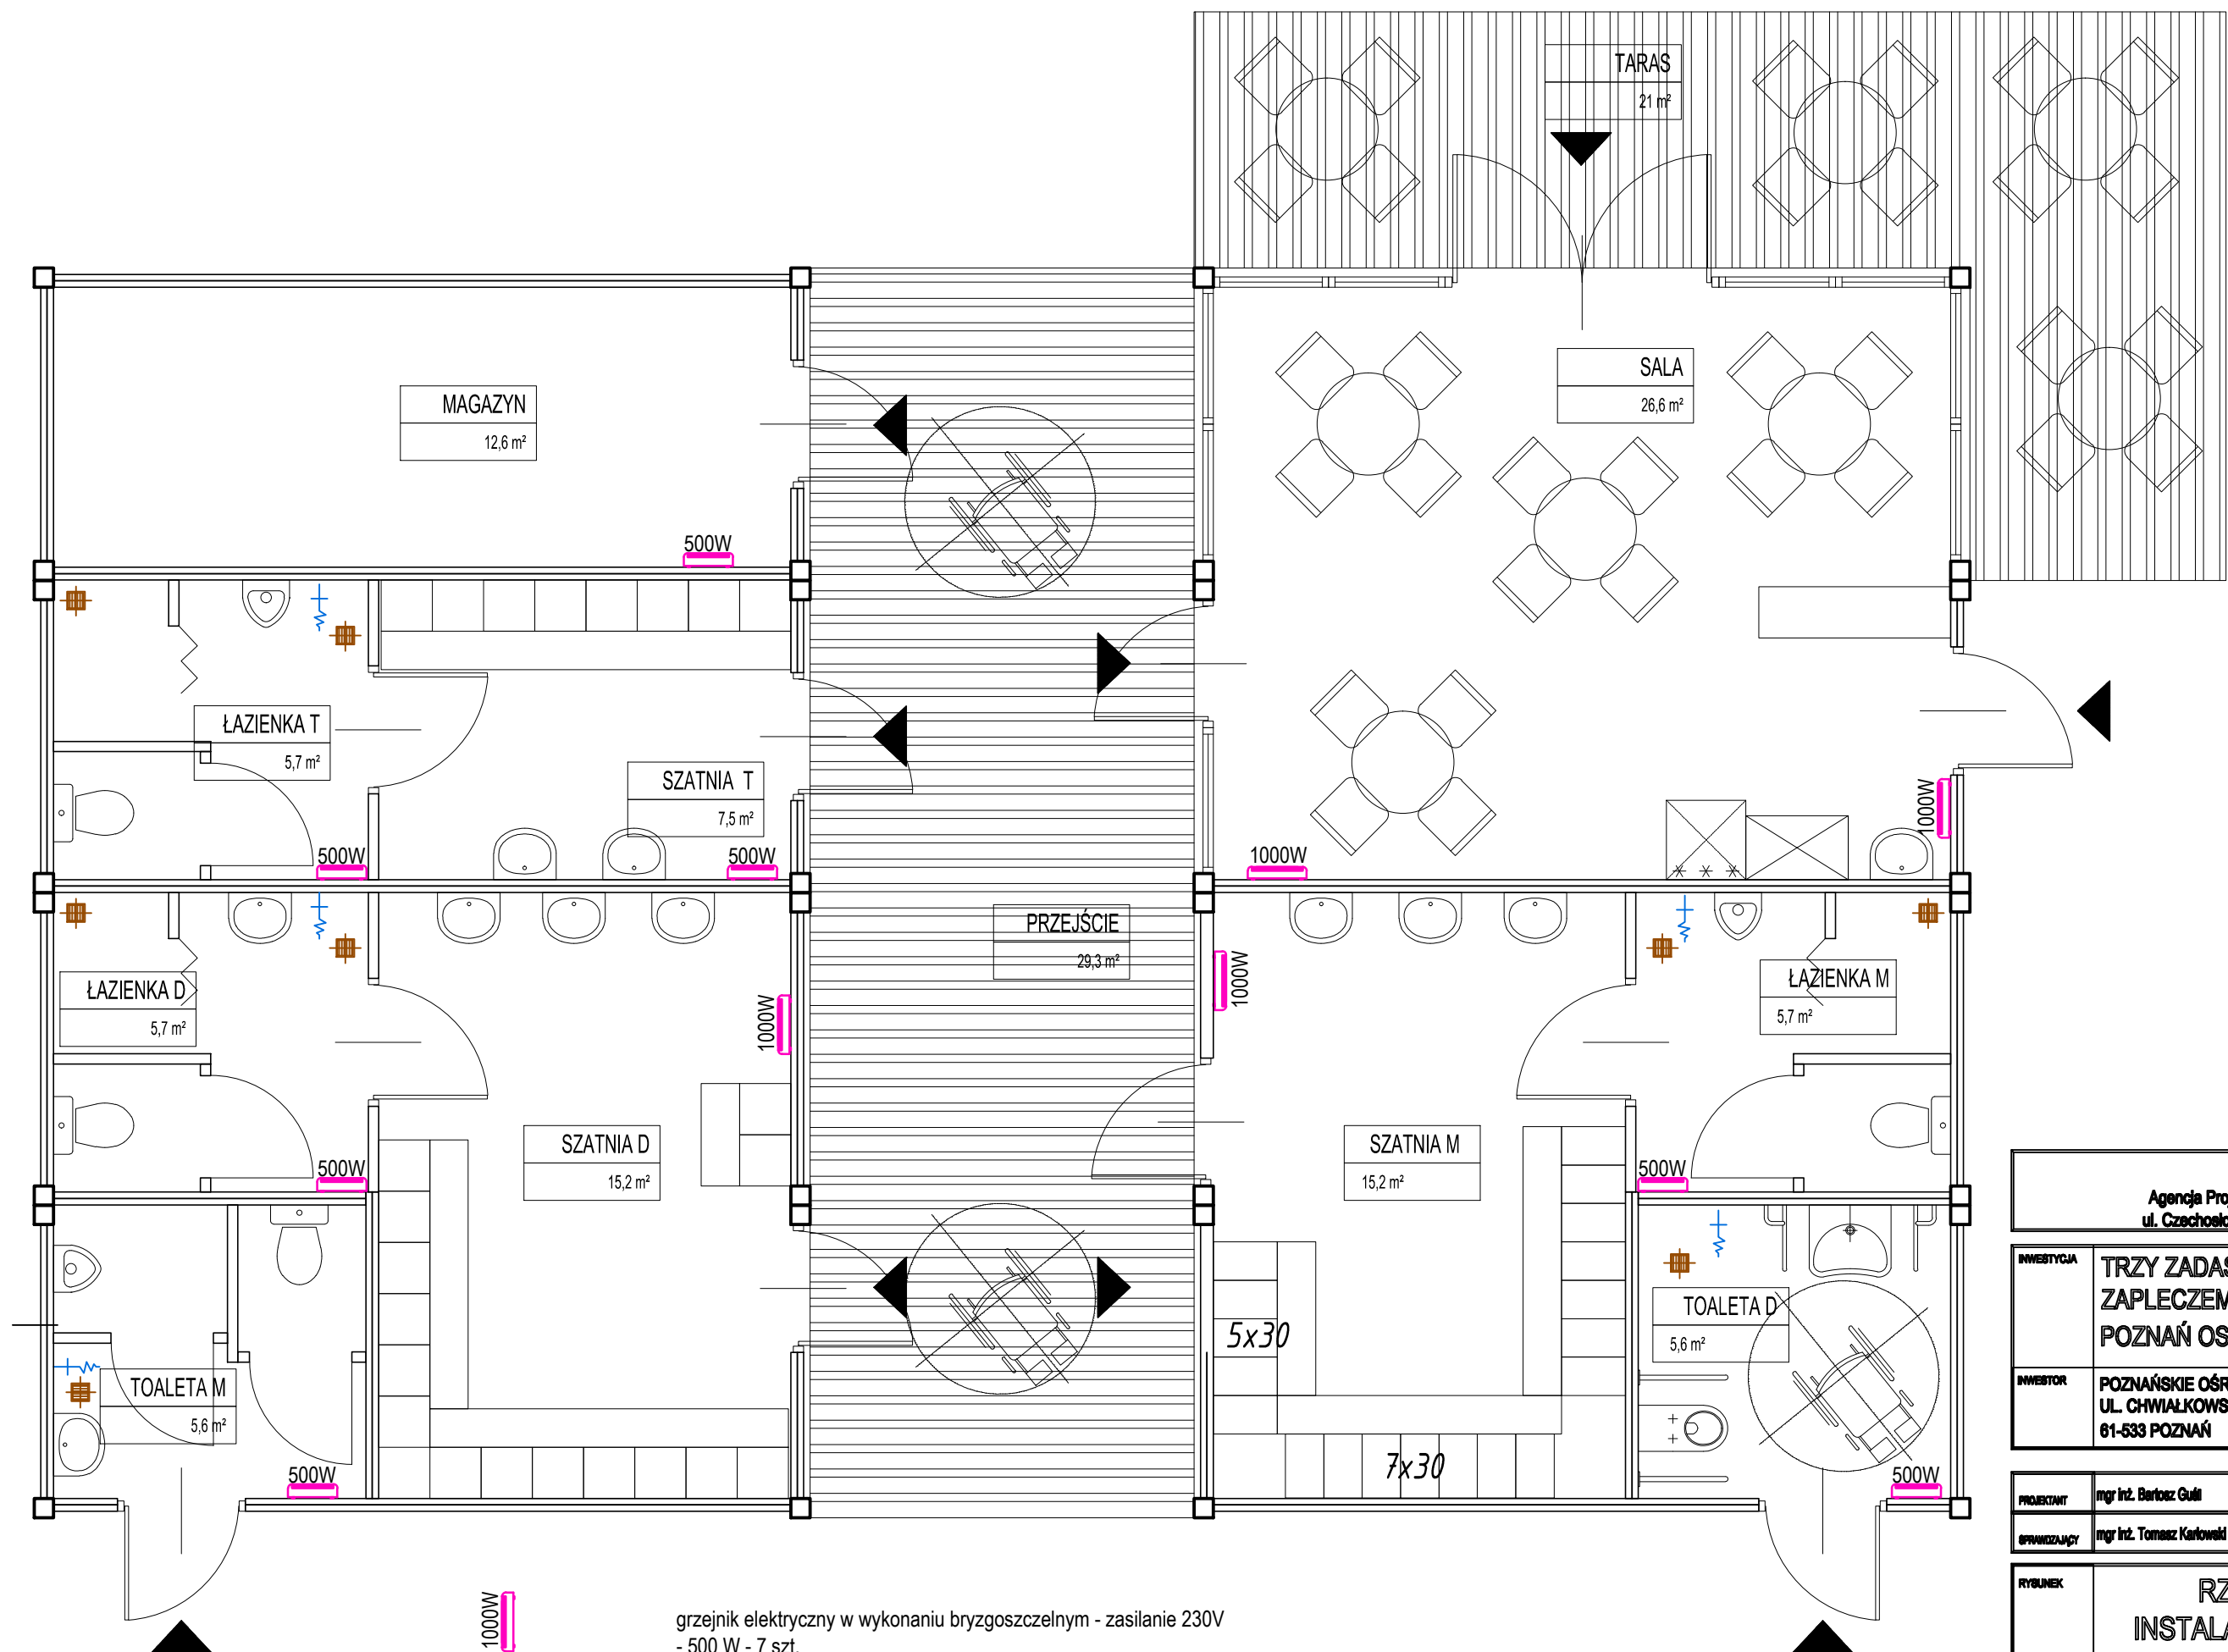 TARAS
21 m²
SALA
26,6 m²
MAGAZYN
12,6 m²
500W
ŁAZIENKA T
5,7 m²
SZATNIA T
7,5 m²
1000W
500W
500W
1000W
PRZEJŚCIE
29,3 m²
1000W
ŁAZIENKA D
5,7 m²
ŁAZIENKA M
5,7 m²
1000W
SZATNIA D
15,2 m²
SZATNIA M
15,2 m²
500W
500W
Agencja Pro
ul. Czechosło
INWESTYCJA
TRZY ZADAS
ZAPLECZEM
POZNAŃ OS
TOALETA D
5,6 m²
5x30
INWESTOR
POZNAŃSKIE OŚR
UL. CHWIAŁKOWS
61-533 POZNAŃ
TOALETA M
5,6 m²
7x30
500W
500W
PROJEKTANT
mgr inż. Bartosz
SPRAWDZAJĄCY
mgr inż. Tomasz Karłowski
RYSUNEK
RZ
INSTALA
1000W
grzejnik elektryczny w wykonaniu bryzgoszczelnym - zasilanie 230V
- 500 W - 7 szt.